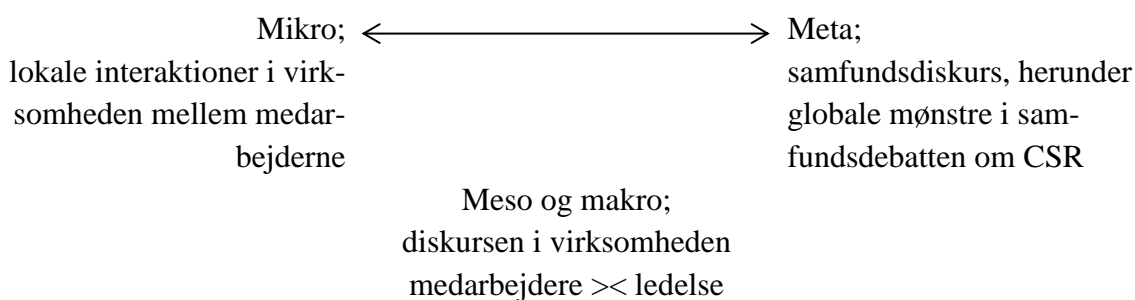 Mikro;
lokale interaktioner i virk-
somheden mellem medar-
bejderne
Meta;
samfundsdiskurs, herunder
globale mønstre i sam-
fundsdebatten om CSR
Meso og makro;
diskursen i virksomheden
medarbejdere >< ledelse